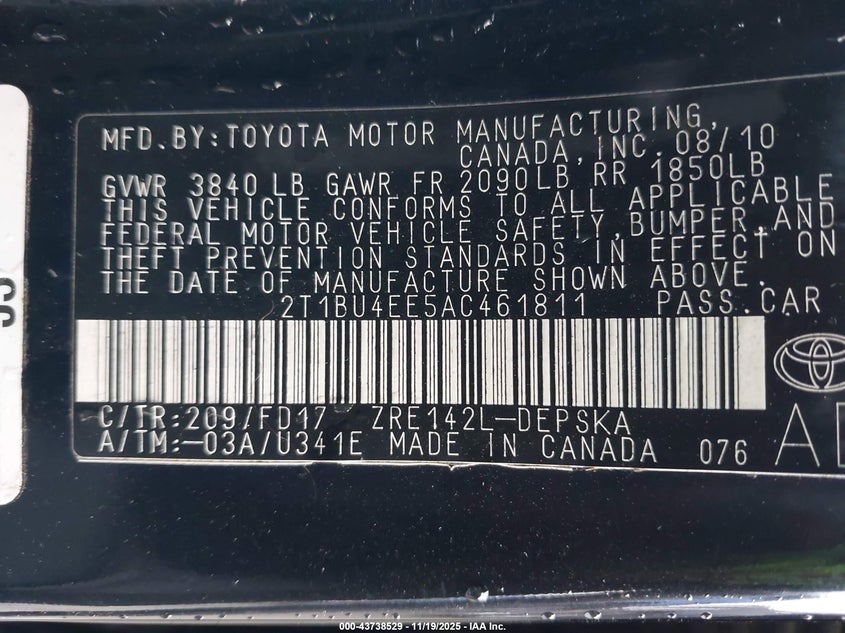 MFD.BY:TOYOTA MOTOR MANUFACTURING,
CANADA,INC.08/10
GVWR 3840 LB GAWR FR 2090LB RR 1850LB
THIS VEHICLE CONFORMS TO ALL APPLICABLE
FEDERAL MOTOR VEHICLE SAFETY,BUMPER,AND
THEFT PREVENTION STANDARDS IN EFFECT ON
THE DATE OF MANUFACTURE SHOWN ABOVE.
2T1BU4EE5AC461811 PASS.CAR
C/TR:209/FD17 ZRE142L-DEPSKA
A/TM:-03A/U341E MADE IN CANADA 076
000-43738529 - 11/19/2025 - IAA Inc.